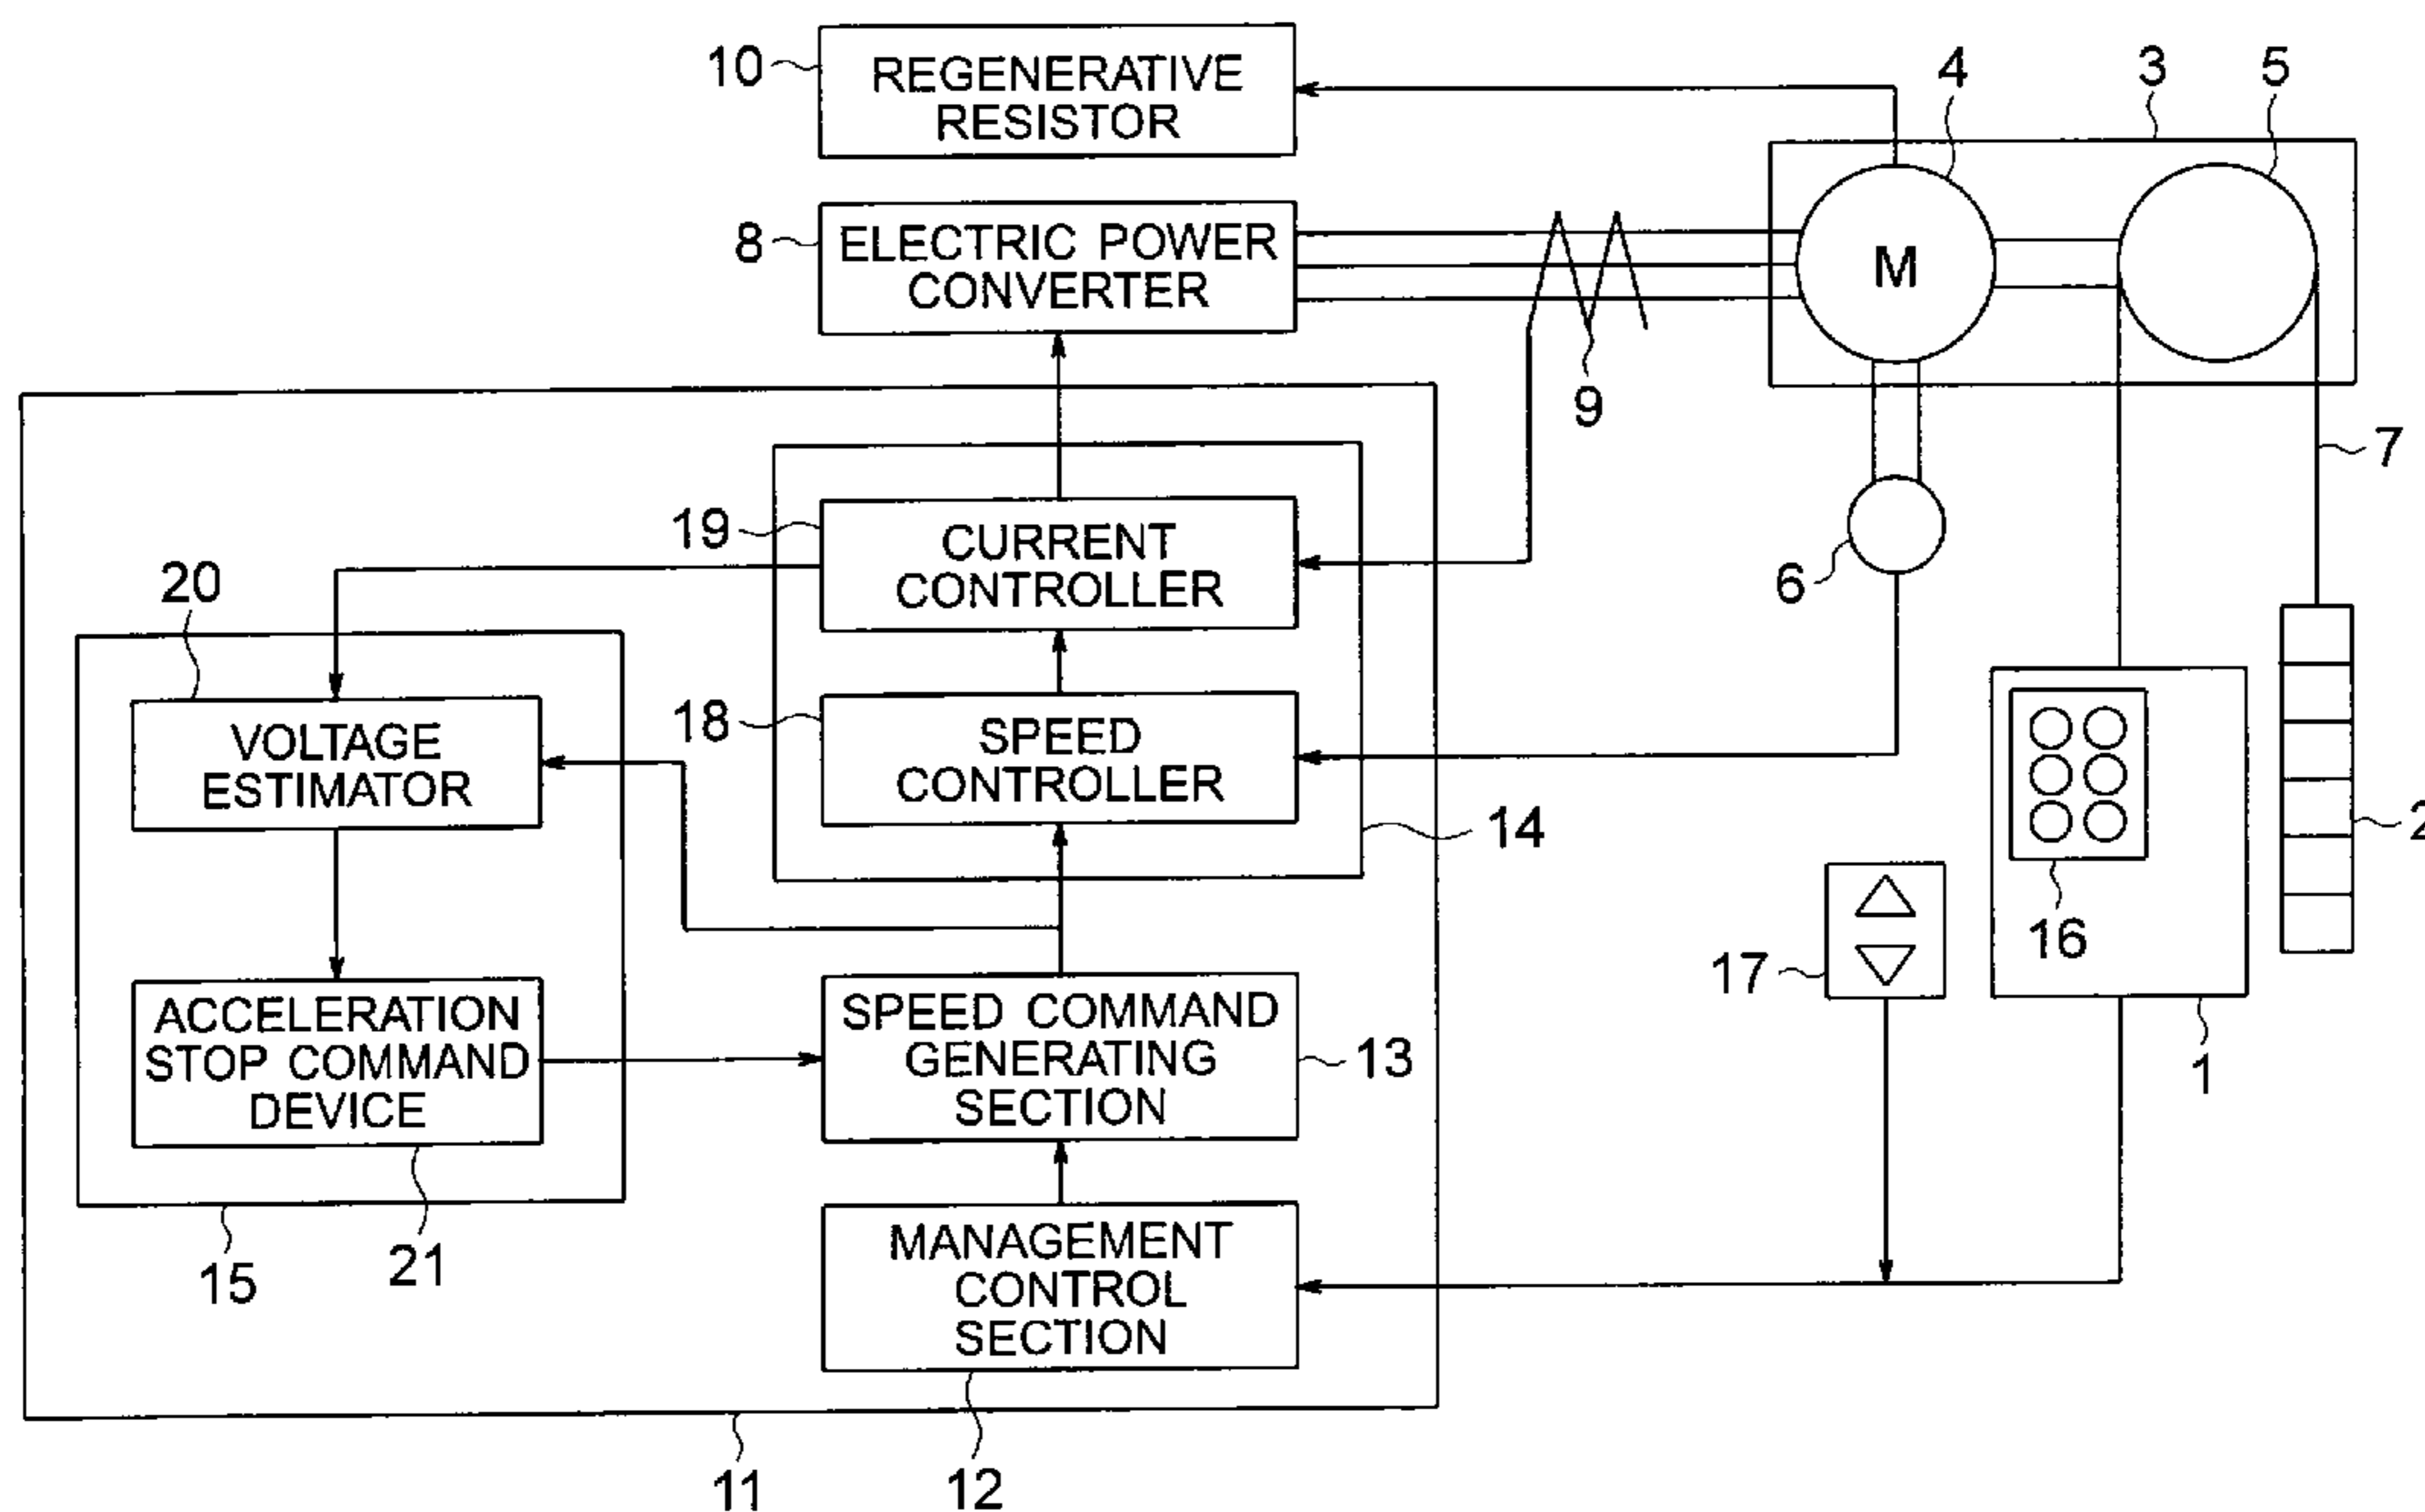 10
REGENERATIVE
RESISTOR
4
3
5
8
ELECTRIC POWER
CONVERTER
M
9
7
19
CURRENT
CONTROLLER
6
20
18
SPEED
CONTROLLER
VOLTAGE
ESTIMATOR
14
2
16
17
ACCELERATION
STOP COMMAND
DEVICE
SPEED COMMAND
GENERATING
SECTION
13
1
15
21
MANAGEMENT
CONTROL
SECTION
11
12